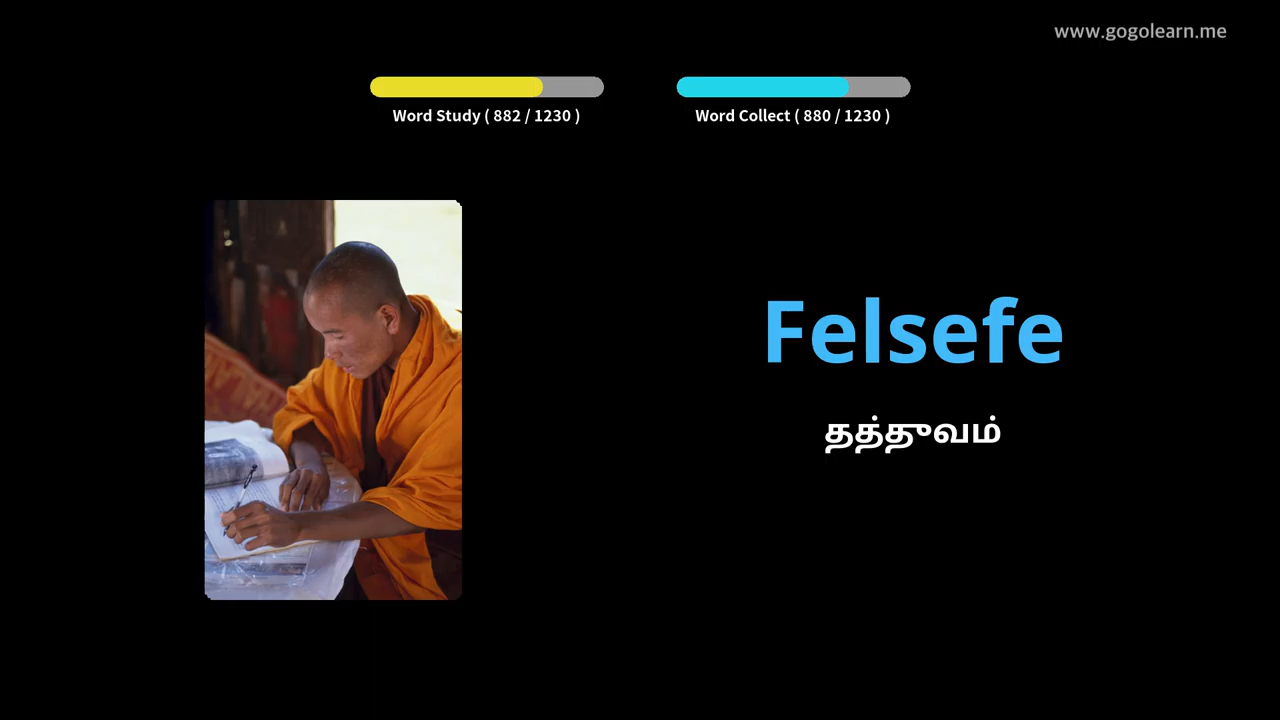 www.gogolearn.me
Word Study ( 882 / 1230 )
Word Collect ( 880 / 1230 )
Felsefe
தத்துவம்